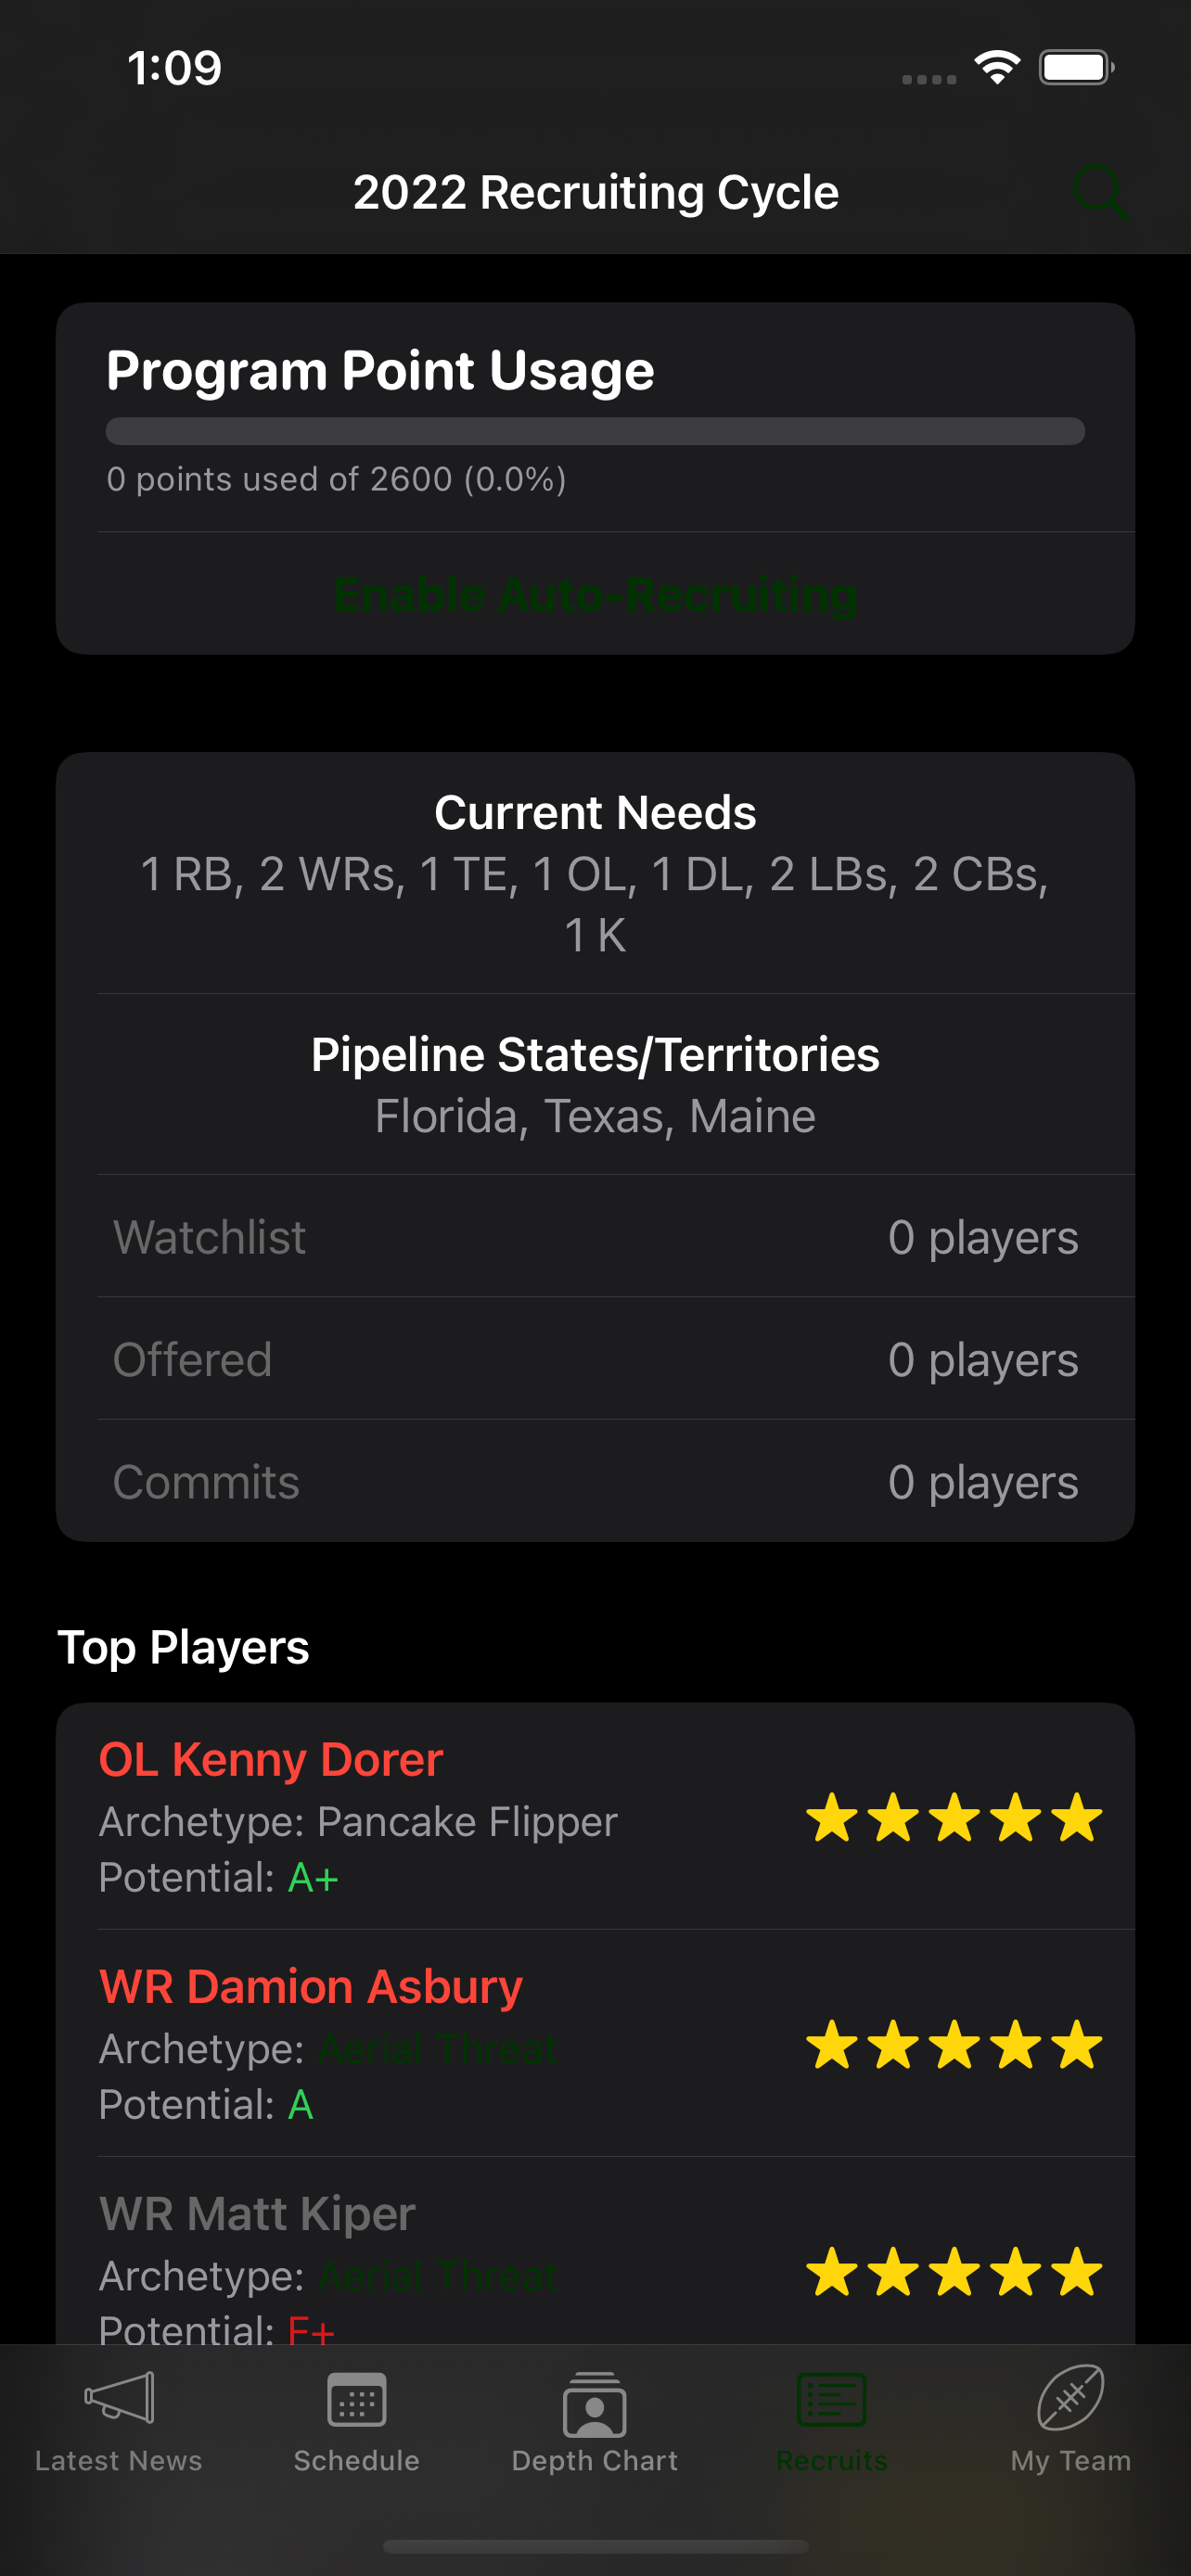 1:09
2022 Recruiting Cycle
Program Point Usage
0 points used of 2600 (0.0%)
Enable Auto-Recruiting
Current Needs
1 RB, 2 WRs, 1 TE, 1 OL, 1 DL, 2 LBs, 2 CBs,
1 K
Pipeline States/Territories
Florida, Texas, Maine
Watchlist 0 players
Offered 0 players
Commits 0 players
Top Players
OL Kenny Dorer
Archetype: Pancake Flipper
Potential: A+
WR Damion Asbury
Archetype: Aerial Threat
Potential: A
WR Matt Kiper
Archetype: Aerial Threat
Potential: F+
Latest News Schedule Depth Chart Recruits My Team